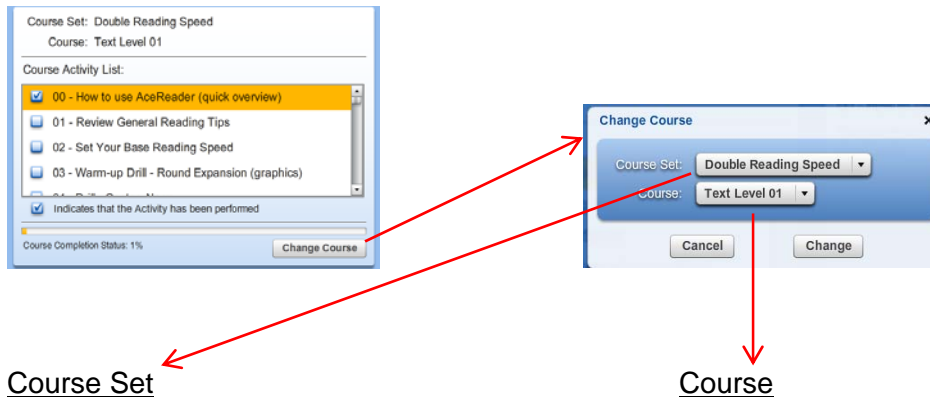 Course Set: Double Reading Speed
Course: Text Level 01
Course Activity List:
00 - How to use AceReader (quick overview)
01 - Review General Reading Tips
02 - Set Your Base Reading Speed
03 - Warm-up Drill - Round Expansion (graphics)
Indicates that the Activity has been performed
Course Completion Status: 1%
Change Course
Change Course
Course Set: Double Reading Speed
Course: Text Level 01
Cancel Change
Course Set
Course